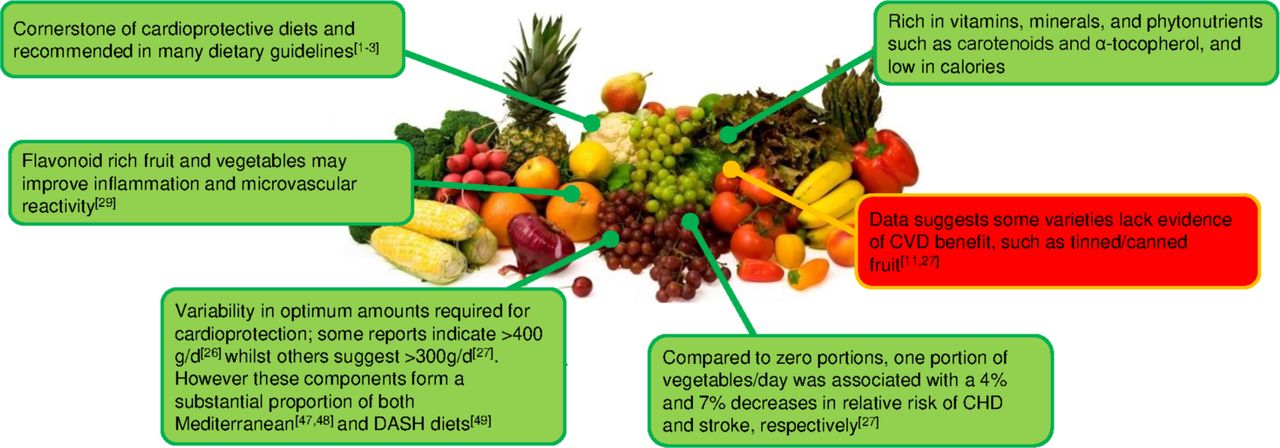 Cornerstone of cardioprotective diets and
recommended in many dietary guidelines[1-3]
Rich in vitamins, minerals, and phytonutrients
such as carotenoids and α-tocopherol, and
low in calories
Flavonoid rich fruit and vegetables may
improve inflammation and microvascular
reactivity[29]
Data suggests some varieties lack evidence
of CVD benefit, such as tinned/canned
fruit[11,27]
Variability in optimum amounts required for
cardioprotection; some reports indicate >400
g/d[26] whilst others suggest >300g/d[27].
However these components form a
substantial proportion of both
Mediterranean[47,48] and DASH diets[49]
Compared to zero portions, one portion of
vegetables/day was associated with a 4%
and 7% decreases in relative risk of CHD
and stroke, respectively[27]